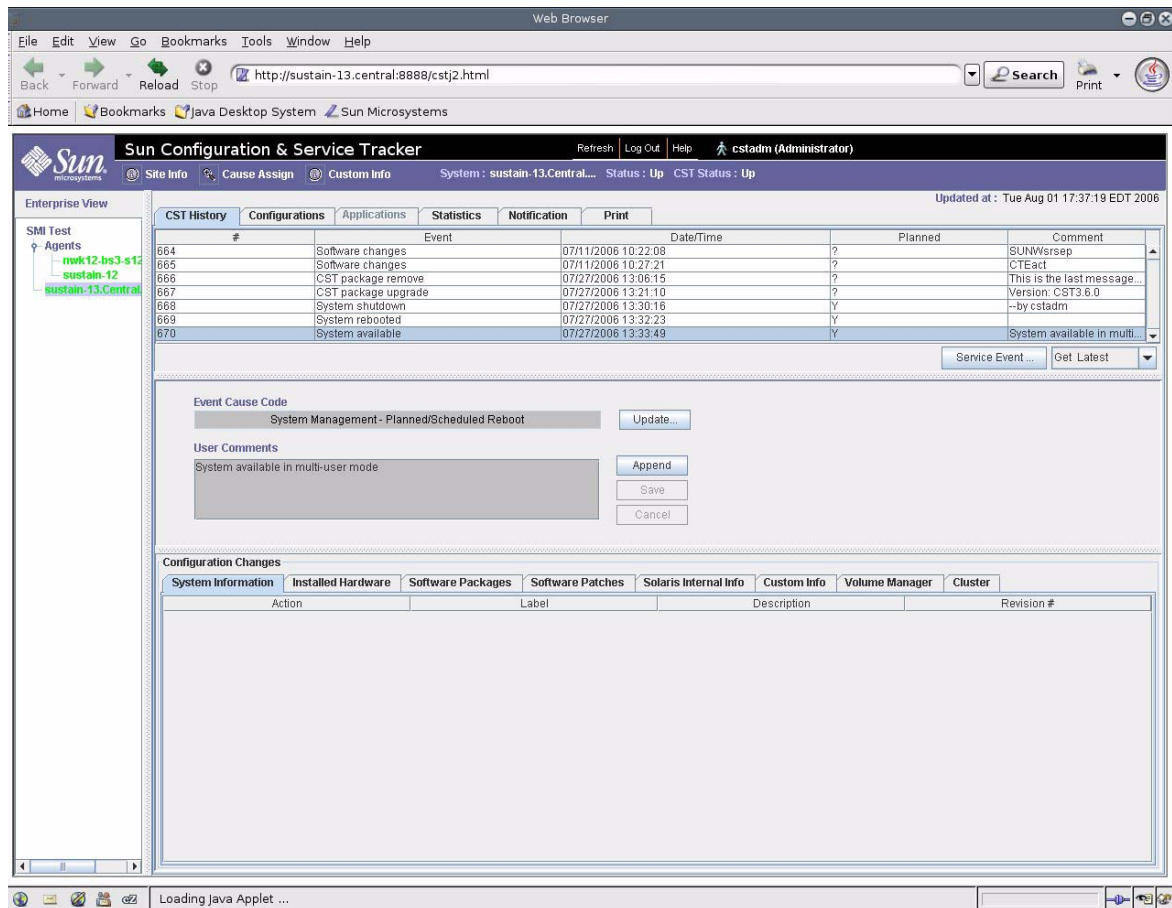 Web Browser
File Edit View Go Bookmarks Tools Window Help
Back Forward Reload Stop http://sustain-13.central:8888/cstj2.html Search Print
Home Bookmarks Java Desktop System Sun Microsystems
Sun microsystems
Sun Configuration & Service Tracker Refresh Log Out Help cstadm (Administrator)
Site Info Cause Assign Custom Info System : sustain-13.Central.... Status : Up CST Status : Up
Enterprise View
Updated at : Tue Aug 01 17:37:19 EDT 2006
SMI Test
Agents
nwk12-bs3-s12
sustain-12
sustain-13.Central.
CST History Configurations Applications Statistics Notification Print
# Event Date/Time Planned Comment
664 Software changes 07/11/2006 10:22:08 ? SUNWsrsep
665 Software changes 07/11/2006 10:27:21 ? CTEact
666 CST package remove 07/27/2006 13:06:15 ? This is the last message...
667 CST package upgrade 07/27/2006 13:21:10 ? Version: CST3.6.0
668 System shutdown 07/27/2006 13:30:16 Y --by cstadm
669 System rebooted 07/27/2006 13:32:23 Y
670 System available 07/27/2006 13:33:49 Y System available in multi...
Service Event ... Get Latest
Event Cause Code
System Management - Planned/Scheduled Reboot Update...
User Comments
System available in multi-user mode
Append
Save
Cancel
Configuration Changes
System Information Installed Hardware Software Packages Software Patches Solaris Internal Info Custom Info Volume Manager Cluster
Action Label Description Revision #
Loading Java Applet ...